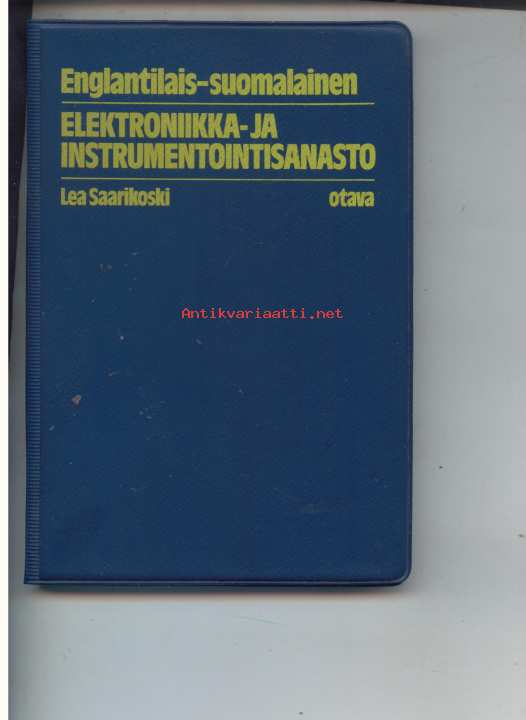 Englantilais-suomalainen
ELEKTRONIIKKA-JA
INSTRUMENTOINTISANASTO
Lea Saarikoski otava
Antikvariaatti.net